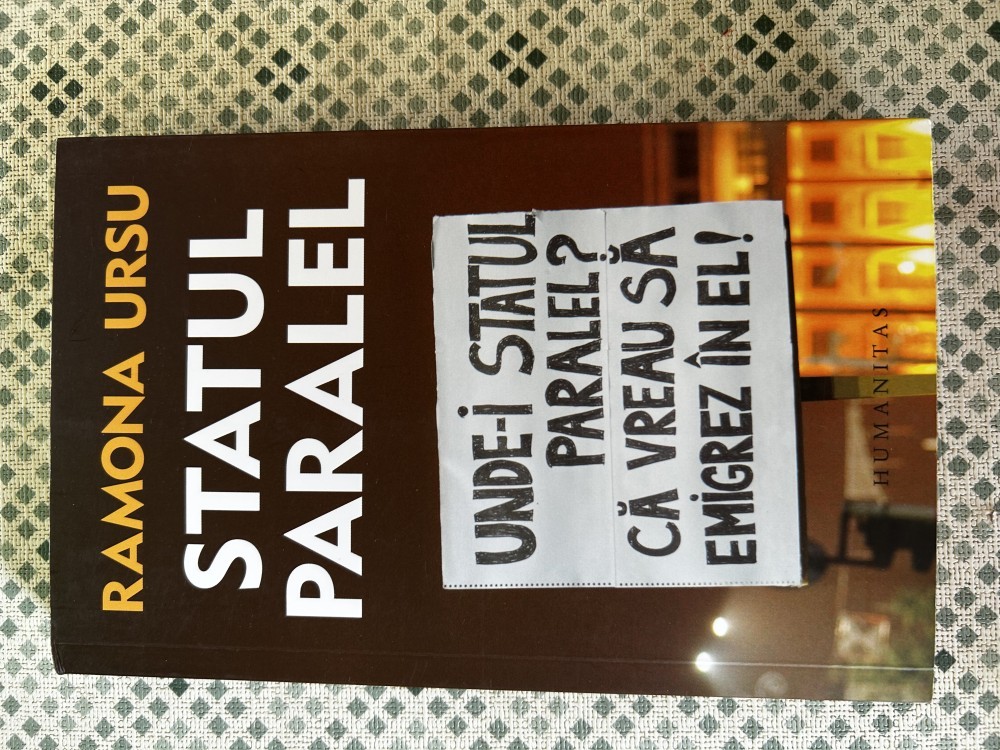 RAMONA URSU
STATUL
PARALEL
UNDE-i STATUL
PARALEL?
CĂ VREAU SĂ
EMiGREZ ÎN EL!
HUMANITAS